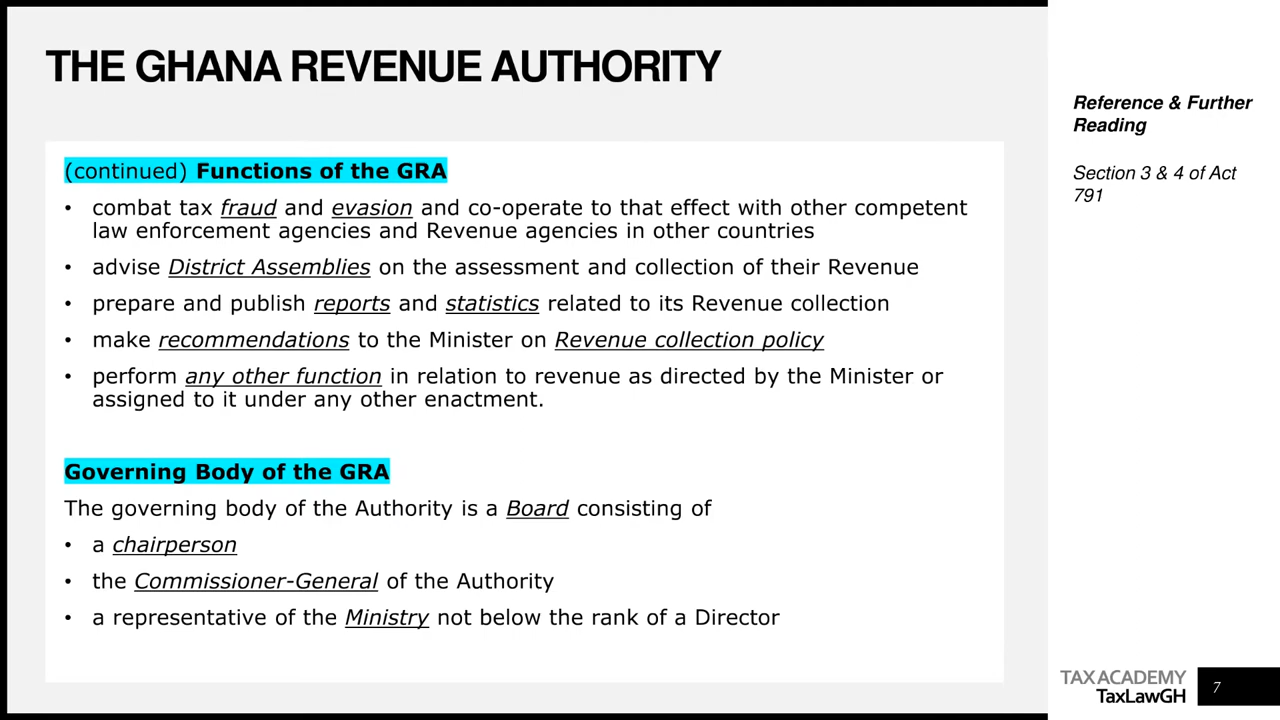 THE GHANA REVENUE AUTHORITY
(continued) Functions of the GRA
• combat tax fraud and evasion and co-operate to that effect with other competent
law enforcement agencies and Revenue agencies in other countries
• advise District Assemblies on the assessment and collection of their Revenue
• prepare and publish reports and statistics related to its Revenue collection
• make recommendations to the Minister on Revenue collection policy
• perform any other function in relation to revenue as directed by the Minister or
assigned to it under any other enactment.
Governing Body of the GRA
The governing body of the Authority is a Board consisting of
• a chairperson
• the Commissioner-General of the Authority
• a representative of the Ministry not below the rank of a Director
Reference & Further
Reading
Section 3 & 4 of Act
791
TAX ACADEMY
TaxLawGH
7